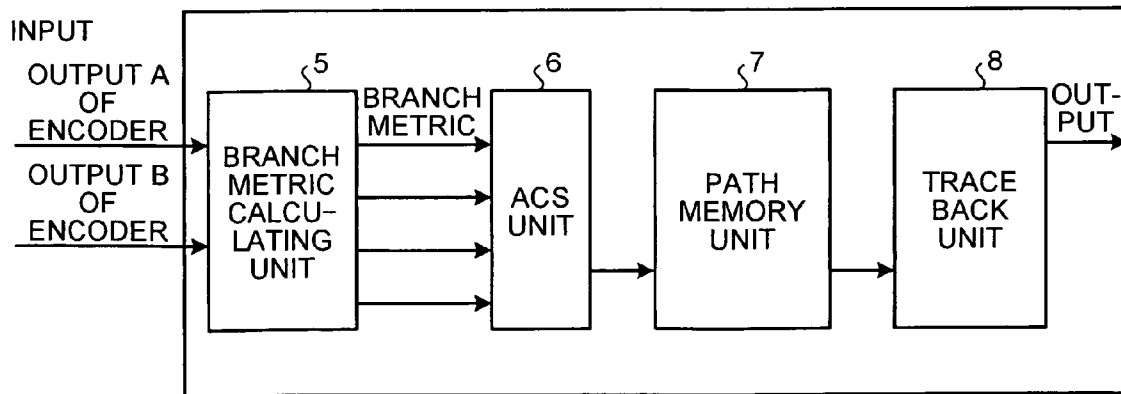 INPUT
OUTPUT A
OF
ENCODER
OUTPUT B
OF
ENCODER
5
BRANCH
METRIC
CALCU-
LATING
UNIT
BRANCH
METRIC
6
ACS
UNIT
7
PATH
MEMORY
UNIT
8
TRACE
BACK
UNIT
OUT-
PUT